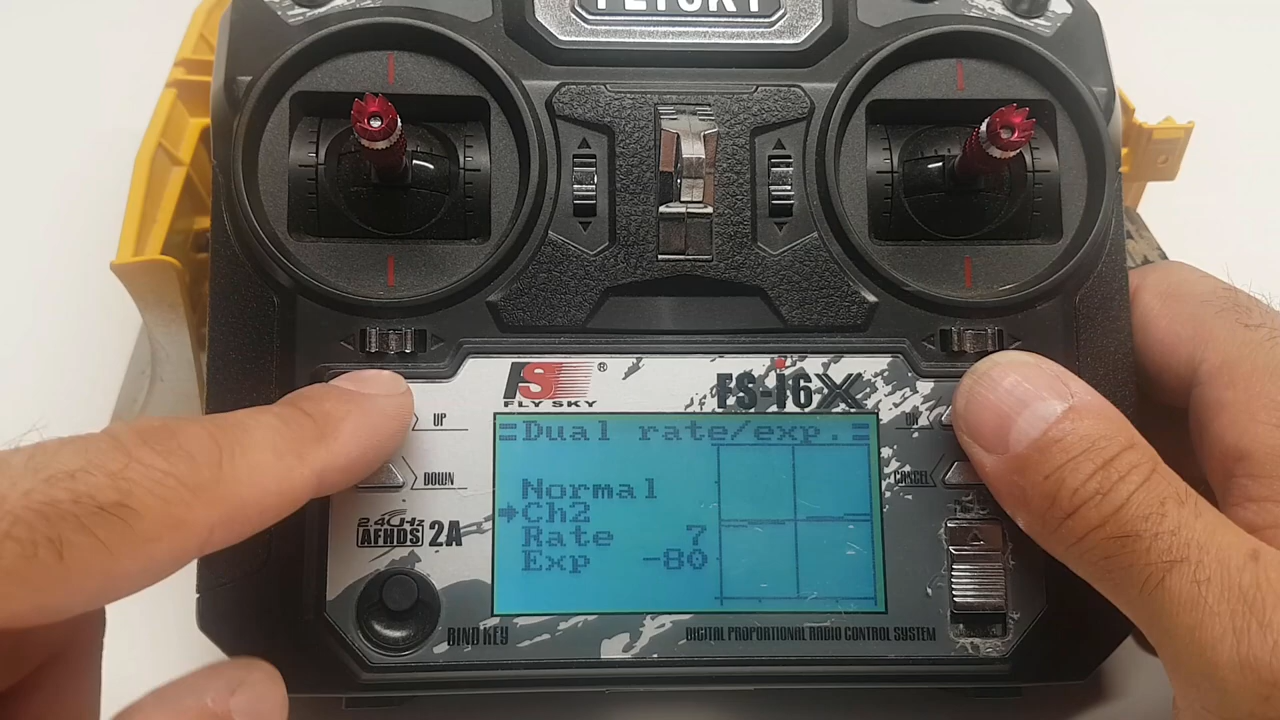 FLYSKY
FS®
FLY SKY
FS-i6X
UP
DOWN
OK
CANCEL
=Dual rate/exp.=
Normal
→Ch2
Rate 7
Exp -80
2.4GHz
AFHDS 2A
BIND KEY
DIGITAL PROPORTIONAL RADIO CONTROL SYSTEM